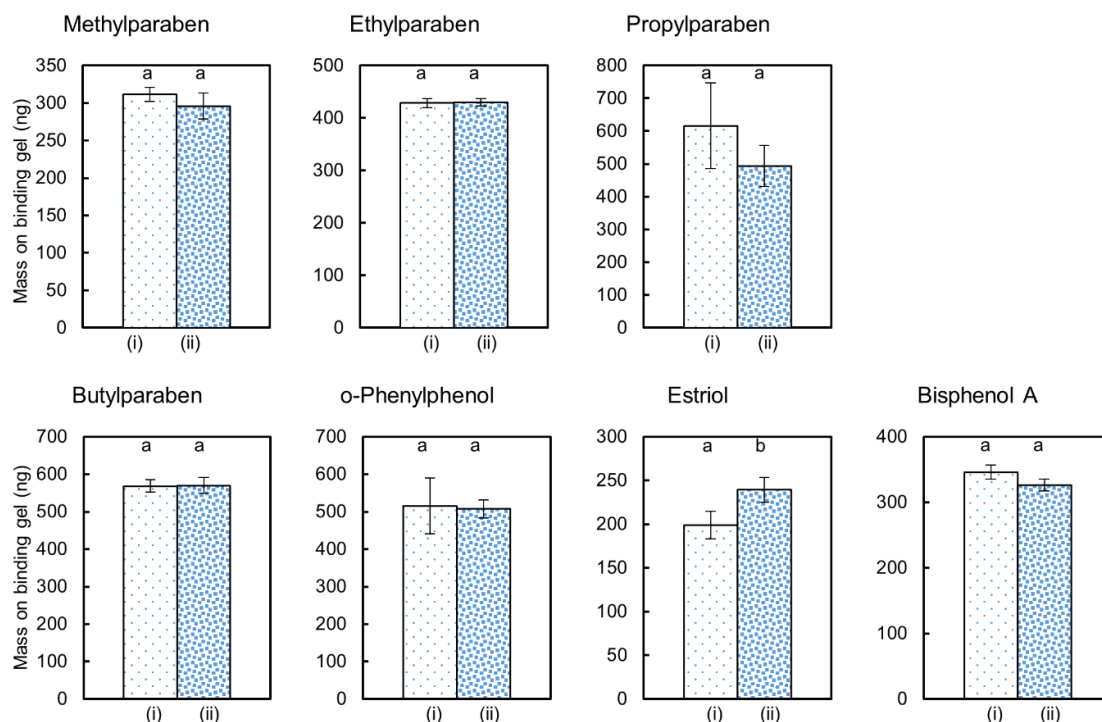 Methylparaben
Mass on binding gel (ng)
350
300
250
200
150
100
50
0
a a
(i) (ii)
Ethylparaben
500
400
300
200
100
0
a a
(i) (ii)
Propylparaben
800
700
600
500
400
300
200
100
0
a a
(i) (ii)
Butylparaben
Mass on binding gel (ng)
700
600
500
400
300
200
100
0
a a
(i) (ii)
o-Phenylphenol
700
600
500
400
300
200
100
0
a a
(i) (ii)
Estriol
300
250
200
150
100
50
0
a b
(i) (ii)
Bisphenol A
400
300
200
100
0
a a
(i) (ii)